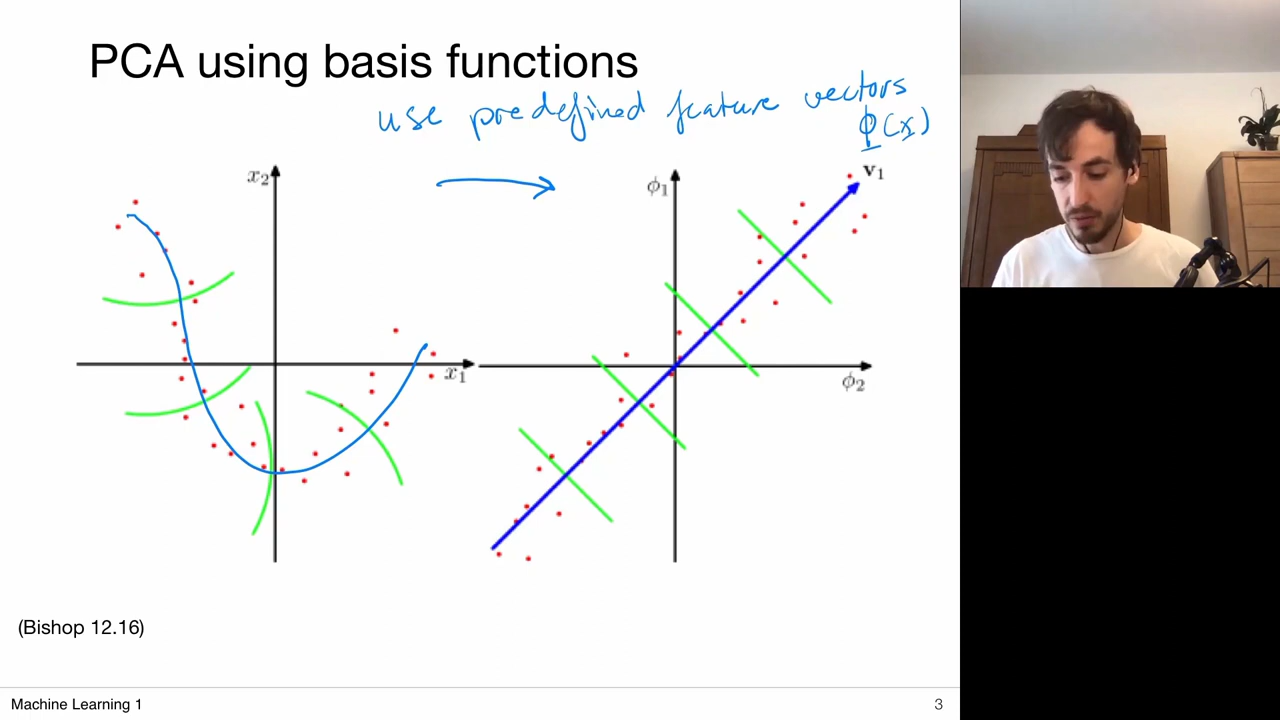 PCA using basis functions
use predefined feature vectors
ϕ(x)
x₂
x₁
ϕ₁
v₁
ϕ₂
(Bishop 12.16)
Machine Learning 1
3